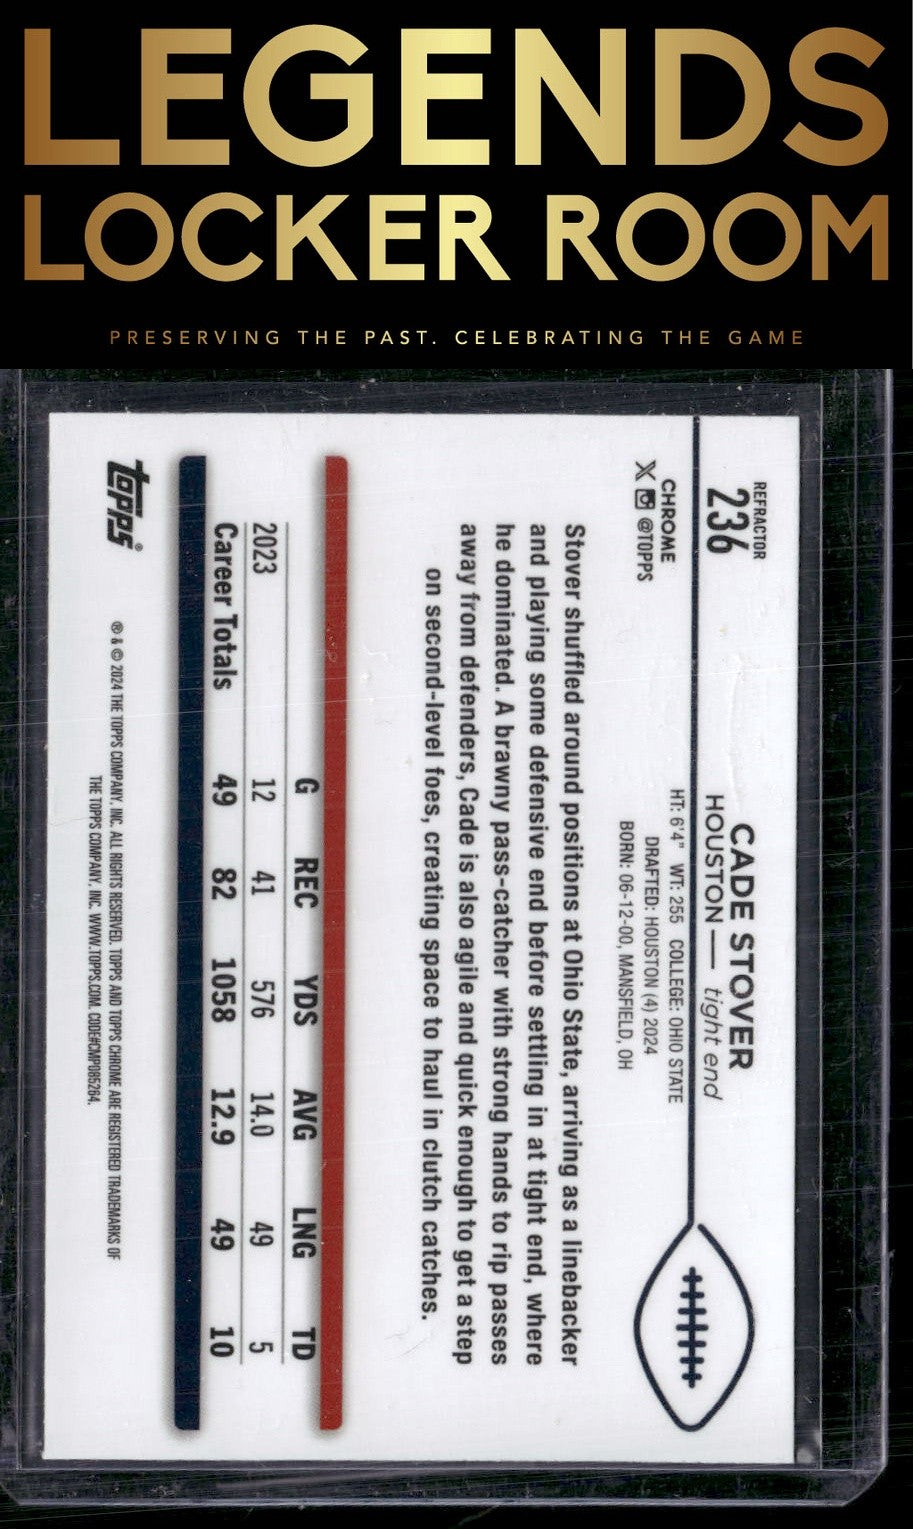 LEGENDS
LOCKER ROOM
PRESERVING THE PAST. CELEBRATING THE GAME
REFRACTOR
236
CADE STOVER
HOUSTON — tight end
CHROME
X @TOPPS
HT: 6'4" WT: 255 COLLEGE: OHIO STATE
DRAFTED: HOUSTON (4) 2024
BORN: 06-12-00, MANSFIELD, OH
Stover shuffled around positions at Ohio State, arriving as a linebacker
and playing some defensive end before settling in at tight end, where
he dominated. A brawny pass-catcher with strong hands to rip passes
away from defenders, Cade is also agile and quick enough to get a step
on second-level foes, creating space to haul in clutch catches.
G REC YDS AVG LNG TD
2023 12 41 576 14.0 49 5
Career Totals 49 82 1058 12.9 49 10
topps®
® & © 2024 THE TOPPS COMPANY, INC. ALL RIGHTS RESERVED. TOPPS AND TOPPS CHROME ARE REGISTERED TRADEMARKS OF
THE TOPPS COMPANY, INC. WWW.TOPPS.COM. CODE#CMP085264.